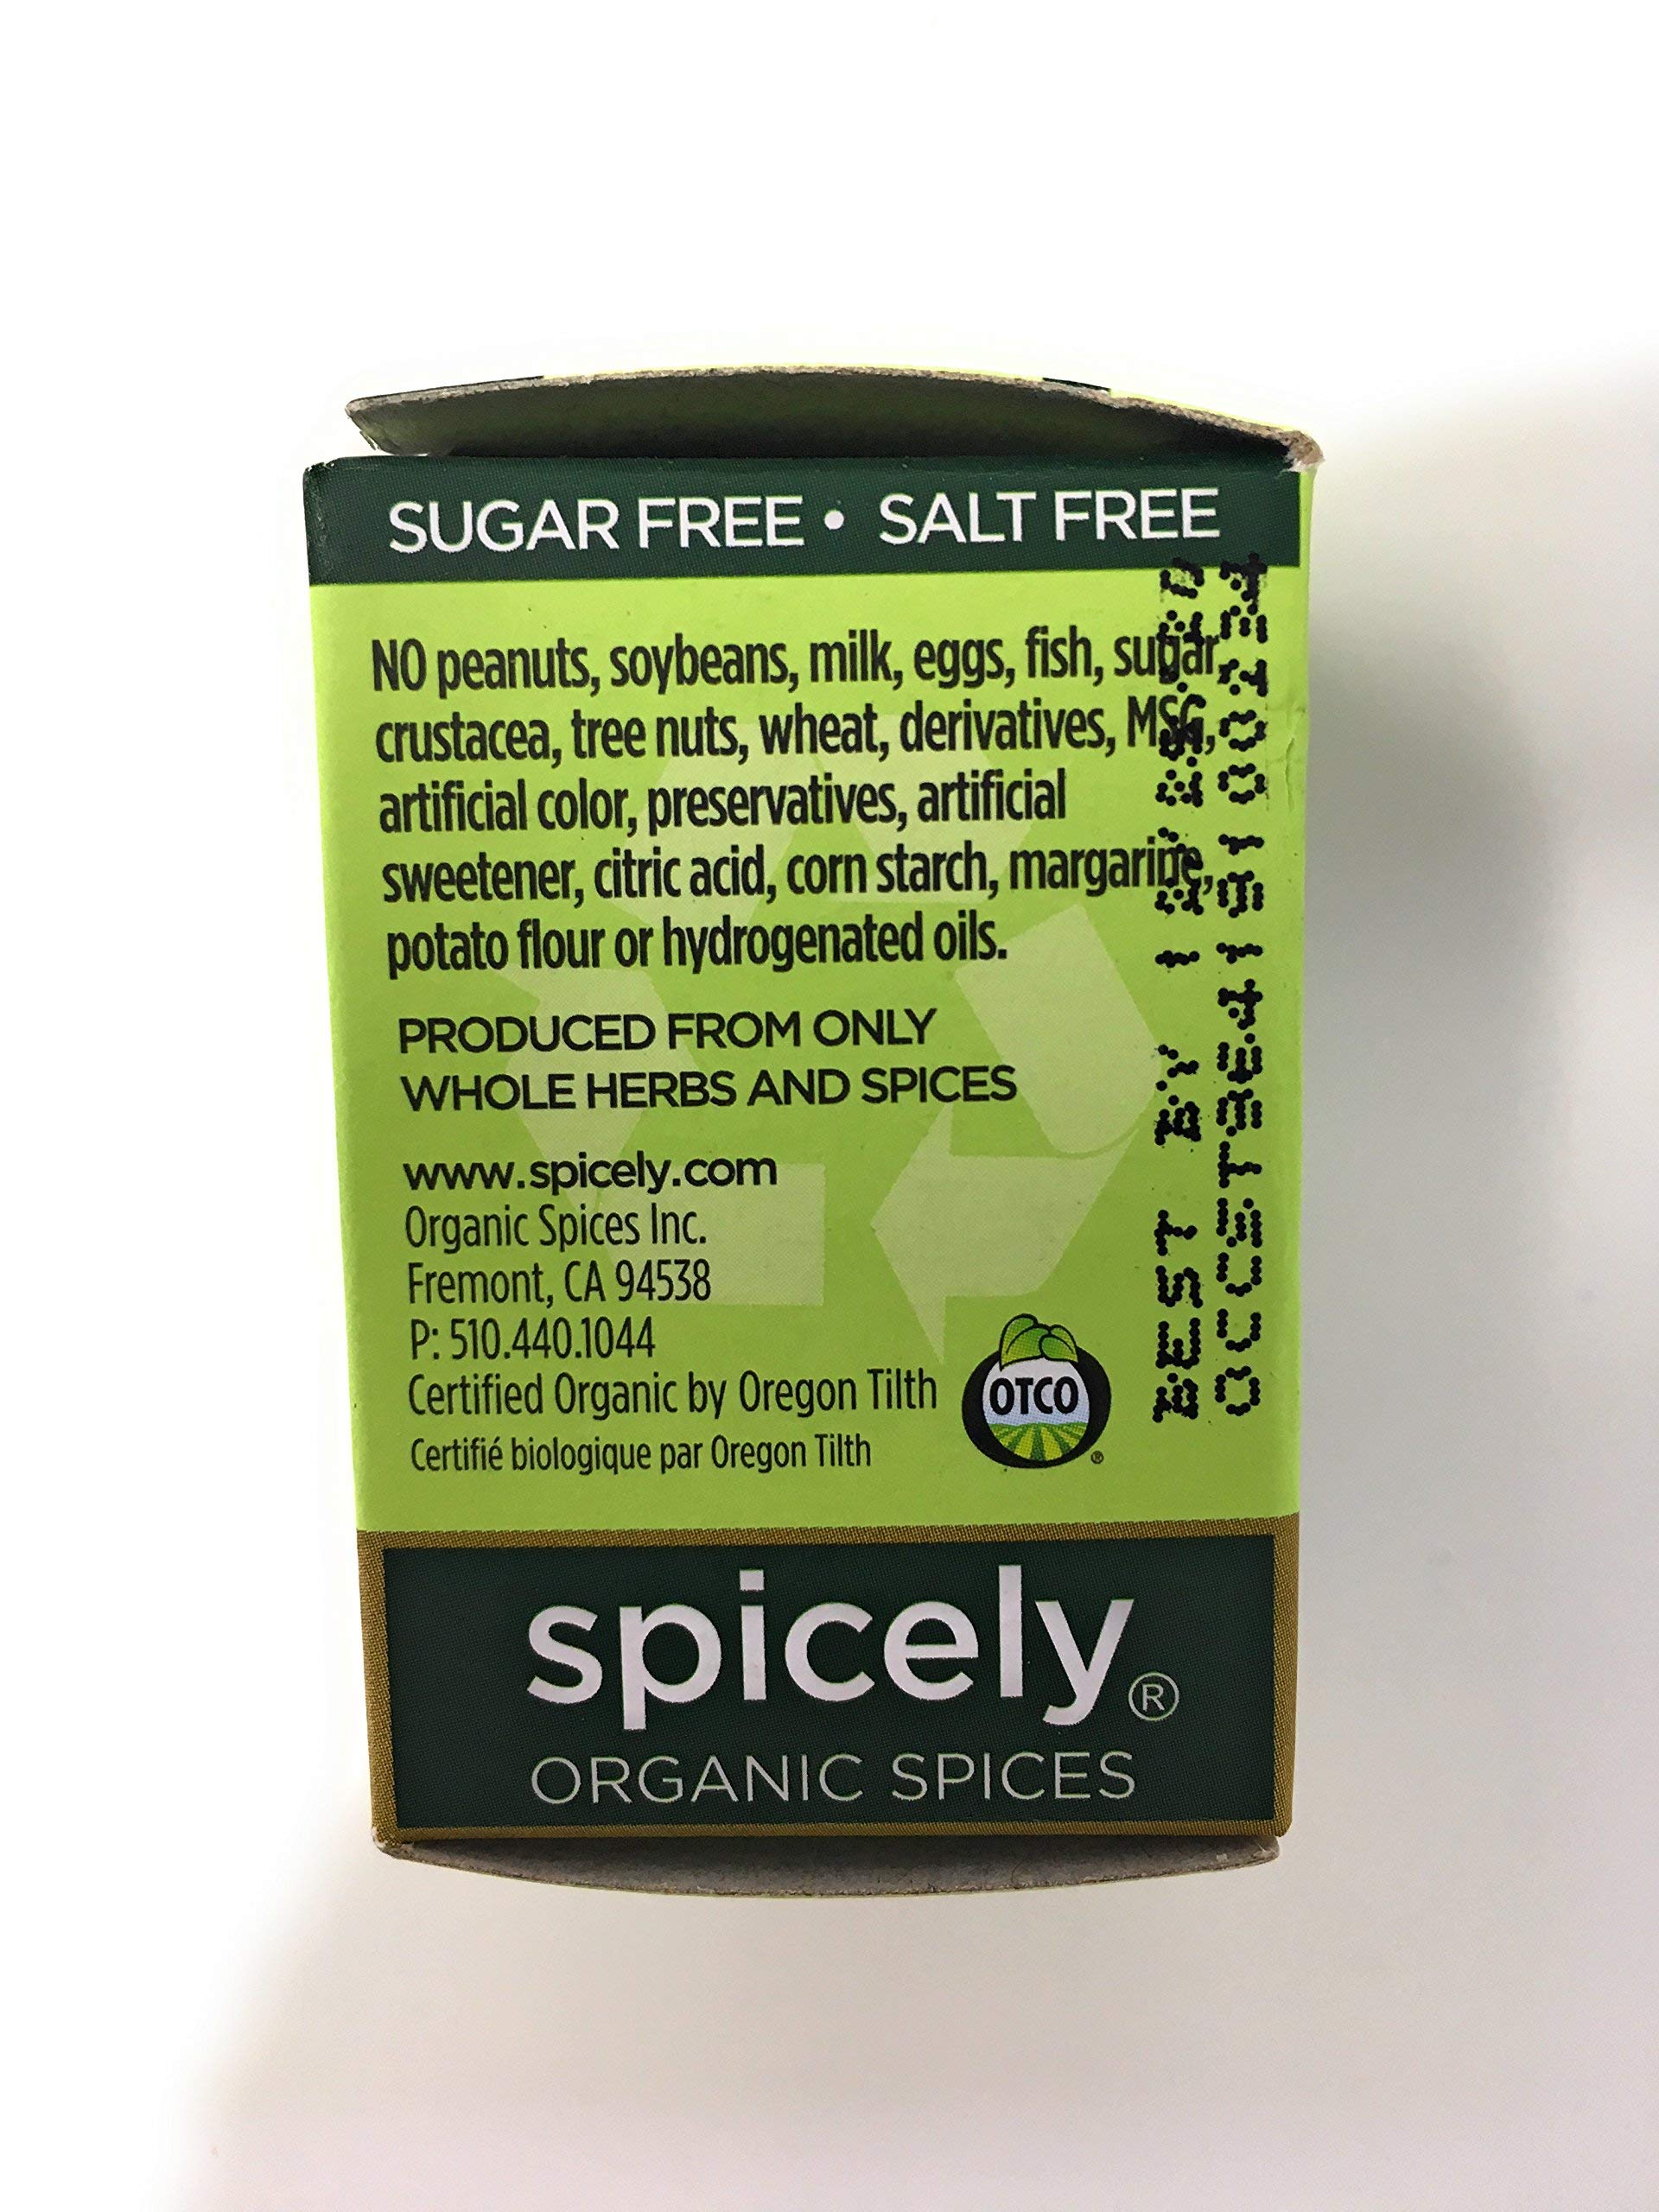 SUGAR FREE • SALT FREE
NO peanuts, soybeans, milk, eggs, fish, sugar,
crustacea, tree nuts, wheat, derivatives, MSG,
artificial color, preservatives, artificial
sweetener, citric acid, corn starch, margarine,
potato flour or hydrogenated oils.
PRODUCED FROM ONLY
WHOLE HERBS AND SPICES
www.spicely.com
Organic Spices Inc.
Fremont, CA 94538
P: 510.440.1044
Certified Organic by Oregon Tilth
Certifié biologique par Oregon Tilth
OTCO
®
BEST BY
spicely®
ORGANIC SPICES